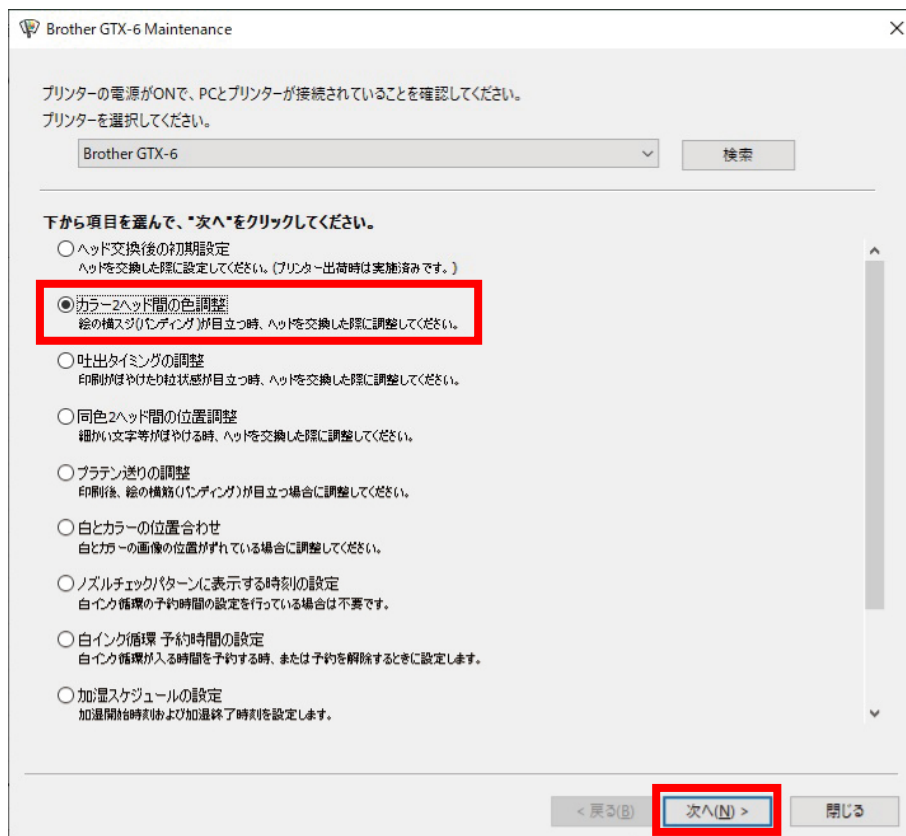 Brother GTX-6 Maintenance
プリンターの電源がONで、PCとプリンターが接続されていることを確認してください。
プリンターを選択してください。
Brother GTX-6
検索
下から項目を選んで、"次へ"をクリックしてください。
ヘッド交換後の初期設定
ヘッドを交換した際に設定してください。(プリンター出荷時は実施済みです。)
カラー2ヘッド間の色調整
絵の横スジ(バンディング)が目立つ時、ヘッドを交換した際に調整してください。
吐出タイミングの調整
印刷がぼやけたり粒状感が目立つ時、ヘッドを交換した際に調整してください。
同色2ヘッド間の位置調整
細かい文字等がぼやける時、ヘッドを交換した際に調整してください。
プラテン送りの調整
印刷後、絵の横筋(バンディング)が目立つ場合に調整してください。
白とカラーの位置合わせ
白とカラーの画像の位置がずれている場合に調整してください。
ノズルチェックパターンに表示する時刻の設定
白インク循環の予約時間の設定を行っている場合は不要です。
白インク循環 予約時間の設定
白インク循環が入る時間を予約する時、または予約を解除するときに設定します。
加湿スケジュールの設定
加湿開始時刻および加湿終了時刻を設定します。
< 戻る(B)
次へ(N) >
閉じる